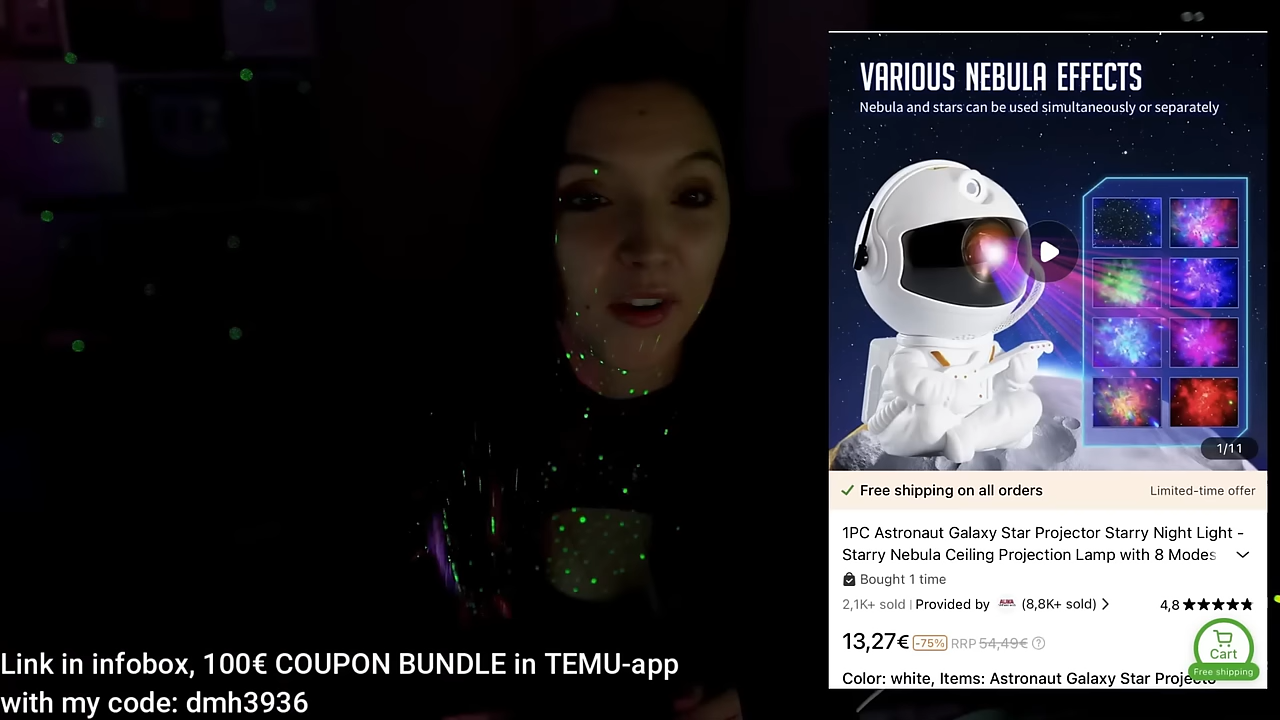 VARIOUS NEBULA EFFECTS
Nebula and stars can be used simultaneously or separately
1/11
Free shipping on all orders
Limited-time offer
1PC Astronaut Galaxy Star Projector Starry Night Light -
Starry Nebula Ceiling Projection Lamp with 8 Modes
Bought 1 time
2,1K+ sold | Provided by (8,8K+ sold)
4,8
13,27€ -75% RRP 54,49€
Cart
Free shipping
Color: white, Items: Astronaut Galaxy Star Projecto
Link in infobox, 100€ COUPON BUNDLE in TEMU-app
with my code: dmh3936